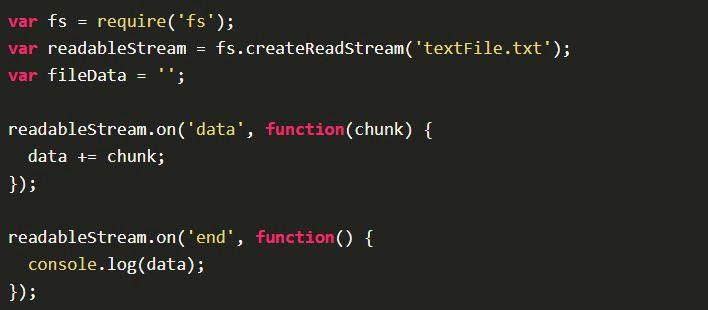 var fs = require('fs');
var readableStream = fs.createReadStream('textFile.txt');
var fileData = '';

readableStream.on('data', function(chunk) {
  data += chunk;
});

readableStream.on('end', function() {
  console.log(data);
});